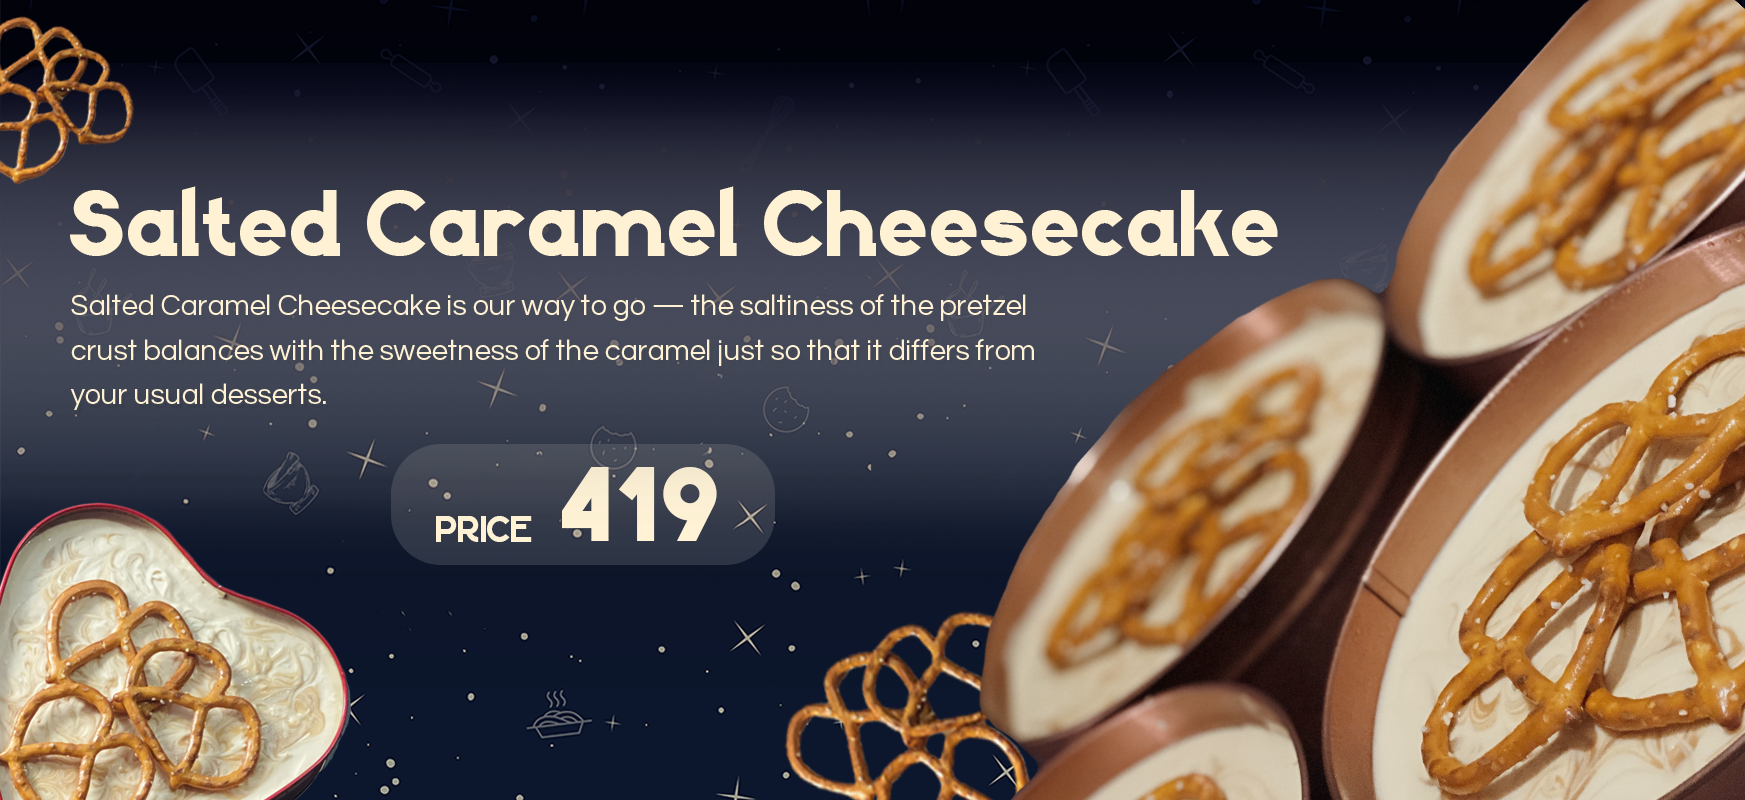 Salted Caramel Cheesecake
Salted Caramel Cheesecake is our way to go — the saltiness of the pretzel
crust balances with the sweetness of the caramel just so that it differs from
your usual desserts.
PRICE 419